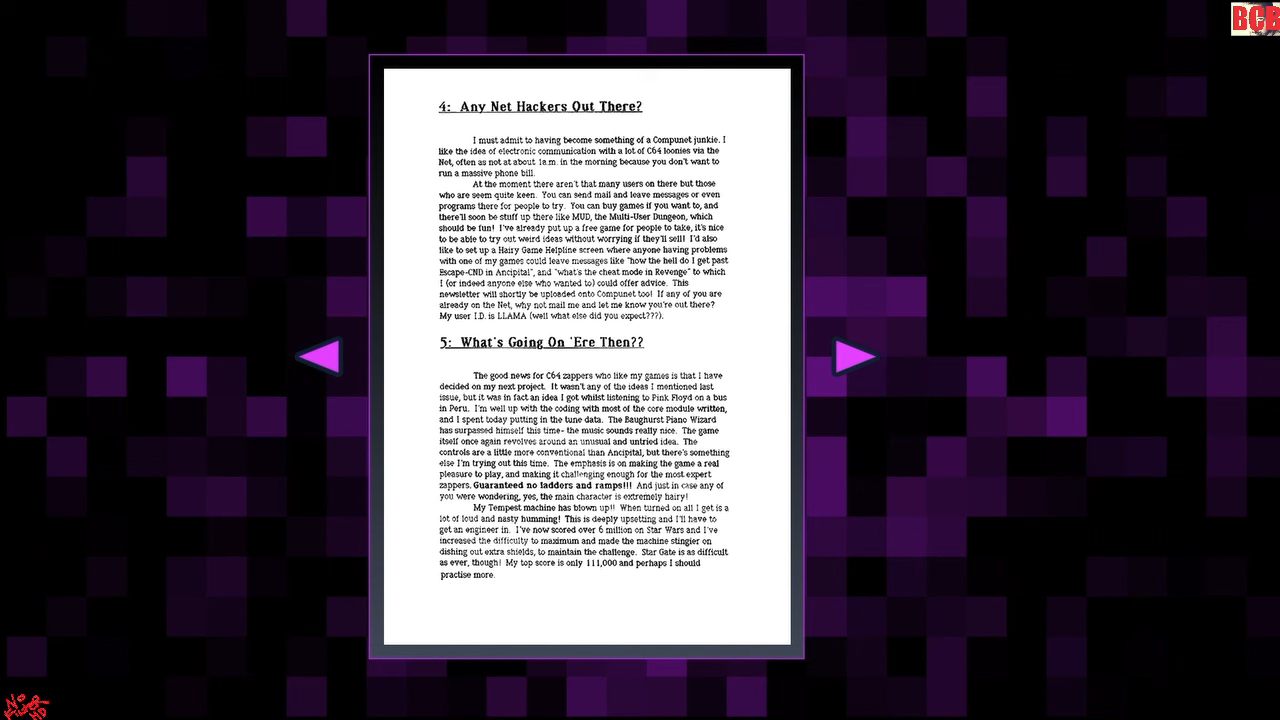 BCB
4: Any Net Hackers Out There?
I must admit to having become something of a Compunet junkie. I
like the idea of electronic communication with a lot of C64 loonies via the
Net, often as not at about 1a.m. in the morning because you don't want to
run a massive phone bill.
At the moment there aren't that many users on there but those
who are seem quite keen. You can send mail and leave messages or even
programs there for people to try. You can buy games if you want to, and
there'll soon be stuff up there like MUD, the Multi-User Dungeon, which
should be fun! I've already put up a free game for people to take, it's nice
to be able to try out weird ideas without worrying if they'll sell! I'd also
like to set up a Hairy Game Helpline screen where anyone having problems
with one of my games could leave messages like "how the hell do I get past
Escape-CND in Ancipital", and "what's the cheat mode in Revenge" to which
I (or indeed anyone else who wanted to) could offer advice. This
newsletter will shortly be uploaded onto Compunet too! If any of you are
already on the Net, why not mail me and let me know you're out there?
My user I.D. is LLAMA (well what else did you expect???).
5: What's Going On 'Ere Then??
The good news for C64 zappers who like my games is that I have
decided on my next project. It wasn't any of the ideas I mentioned last
issue, but it was in fact an idea I got whilst listening to Pink Floyd on a bus
in Peru. I'm well up with the coding with most of the core module written,
and I spent today putting in the tune data. The Baughurst Piano Wizard
has surpassed himself this time- the music sounds really nice. The game
itself once again revolves around an unusual and untried idea. The
controls are a little more conventional than Ancipital, but there's something
else I'm trying out this time. The emphasis is on making the game a real
pleasure to play, and making it challenging enough for the most expert
zappers. Guaranteed no ladders and ramps!!! And just in case any of
you were wondering, yes, the main character is extremely hairy!
My Tempest machine has blown up!! When turned on all I get is a
lot of loud and nasty humming! This is deeply upsetting and I'll have to
get an engineer in. I've now scored over 6 million on Star Wars and I've
increased the difficulty to maximum and made the machine stingier on
dishing out extra shields, to maintain the challenge. Star Gate is as difficult
as ever, though! My top score is only 111,000 and perhaps I should
practise more.